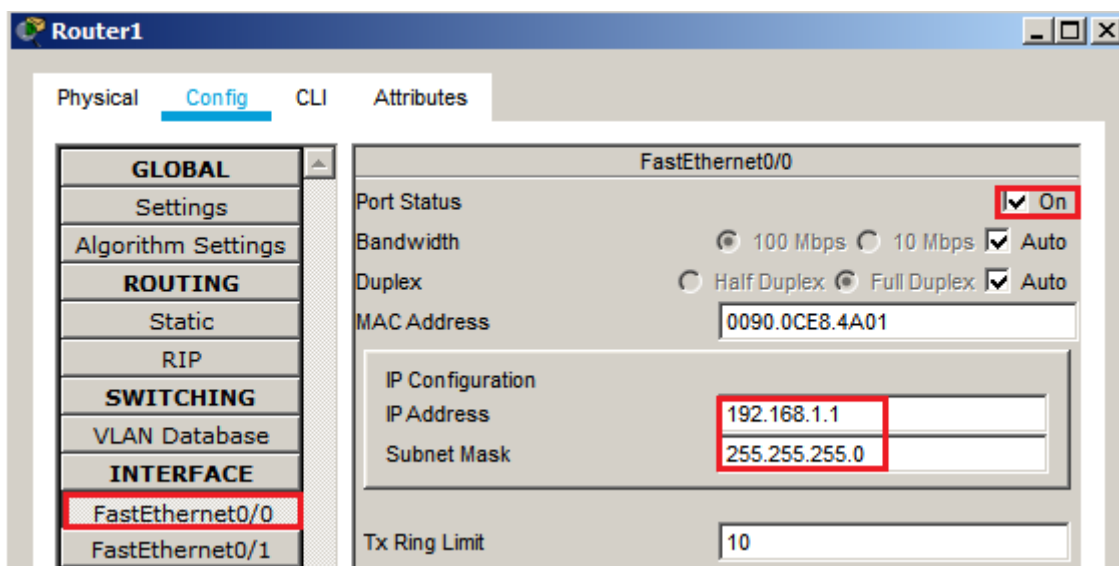 Router1
Physical Config CLI Attributes
GLOBAL
Settings
Algorithm Settings
ROUTING
Static
RIP
SWITCHING
VLAN Database
INTERFACE
FastEthernet0/0
FastEthernet0/1
FastEthernet0/0
Port Status On
Bandwidth 100 Mbps 10 Mbps Auto
Duplex Half Duplex Full Duplex Auto
MAC Address 0090.0CE8.4A01
IP Configuration
IP Address 192.168.1.1
Subnet Mask 255.255.255.0
Tx Ring Limit 10